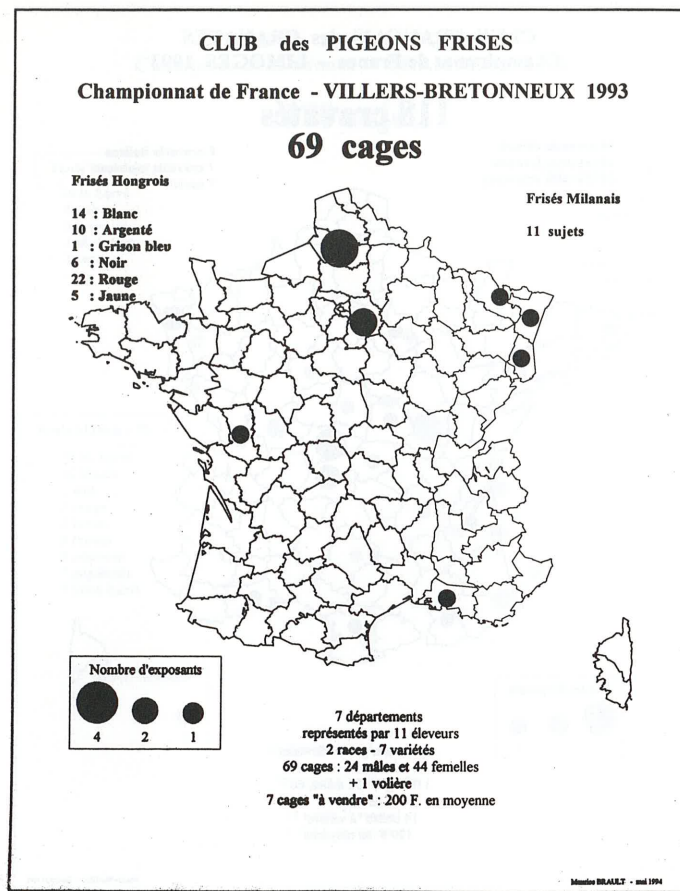 CLUB des PIGEONS FRISES
Championnat de France - VILLERS-BRETONNEUX 1993
69 cages
Frisés Hongrois
14 : Blanc
10 : Argenté
1 : Grison bleu
6 : Noir
22 : Rouge
5 : Jaune
Frisés Milanais
11 sujets
Nombre d'exposants
4 2 1
7 départements
représentés par 11 éleveurs
2 races - 7 variétés
69 cages : 24 mâles et 44 femelles
+ 1 volière
7 cages "à vendre" : 200 F. en moyenne
Maurice BRAULT - mai 1994